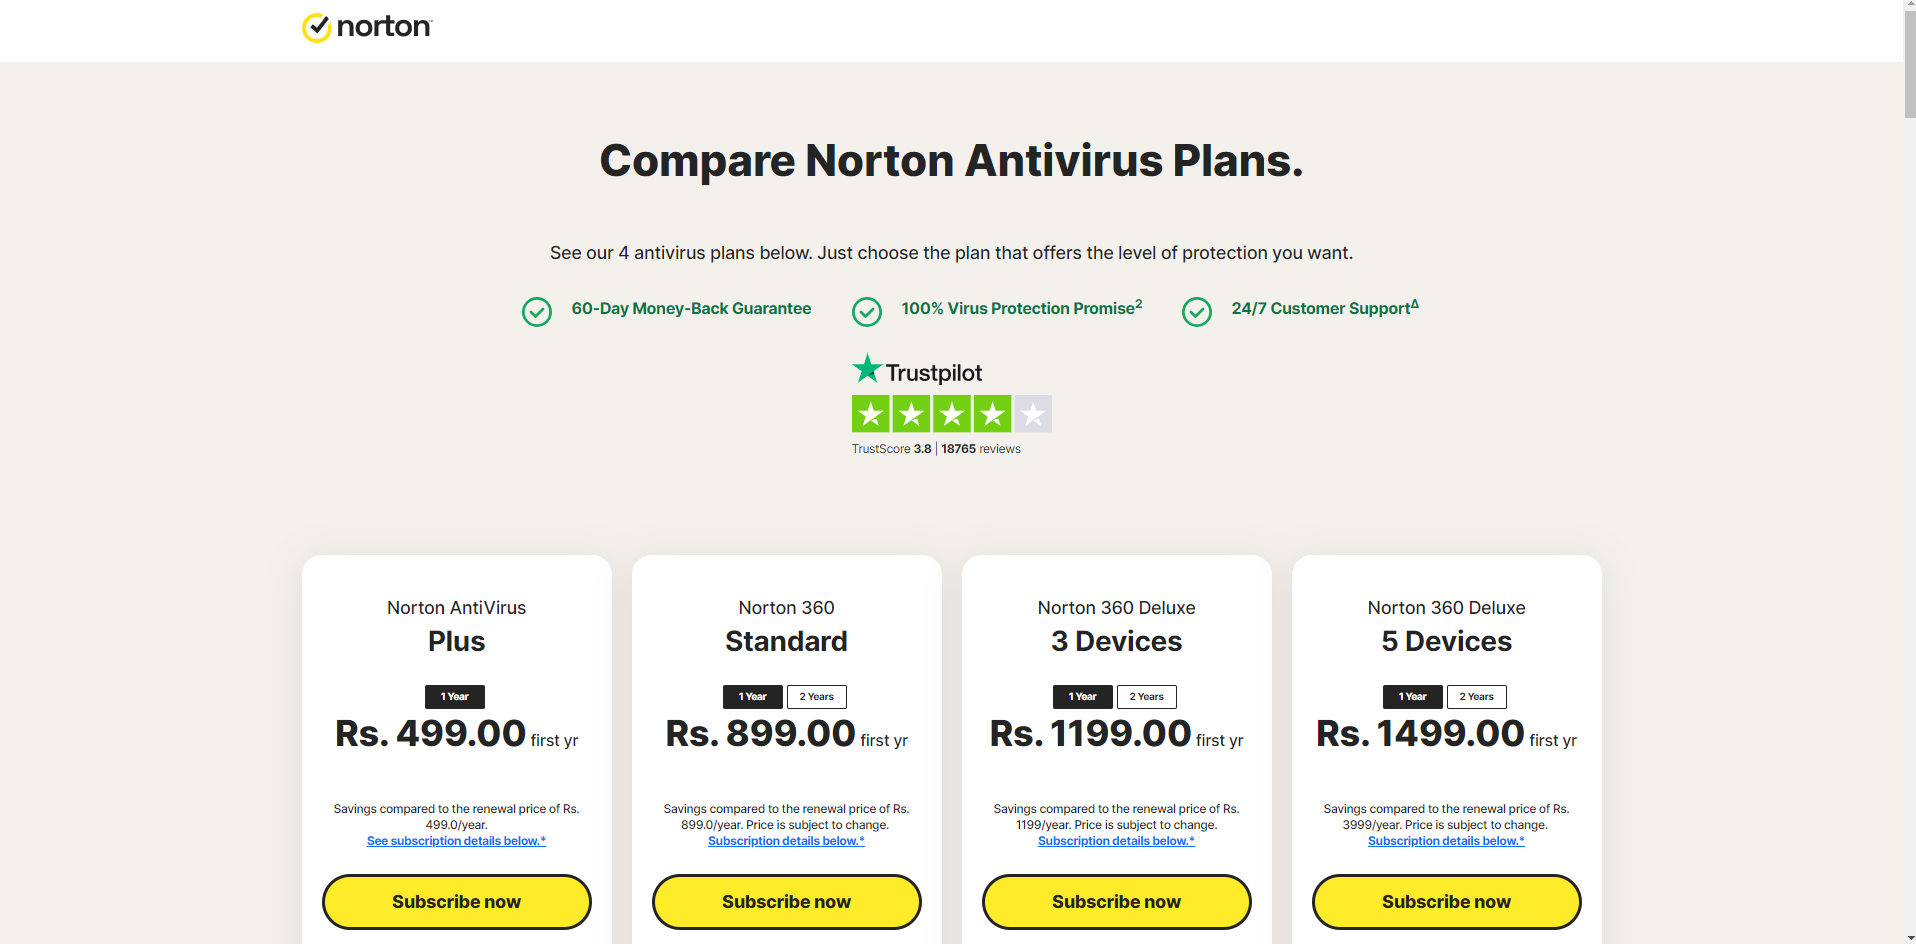 norton
Compare Norton Antivirus Plans.
See our 4 antivirus plans below. Just choose the plan that offers the level of protection you want.
60-Day Money-Back Guarantee
100% Virus Protection Promise2
24/7 Customer SupportΔ
Trustpilot
TrustScore 3.8 | 18765 reviews
Norton AntiVirus
Plus
1 Year
Rs. 499.00 first yr
Savings compared to the renewal price of Rs.
499.0/year.
See subscription details below.*
Subscribe now
Norton 360
Standard
1 Year 2 Years
Rs. 899.00 first yr
Savings compared to the renewal price of Rs.
899.0/year. Price is subject to change.
Subscription details below.*
Subscribe now
Norton 360 Deluxe
3 Devices
1 Year 2 Years
Rs. 1199.00 first yr
Savings compared to the renewal price of Rs.
1199/year. Price is subject to change.
Subscription details below.*
Subscribe now
Norton 360 Deluxe
5 Devices
1 Year 2 Years
Rs. 1499.00 first yr
Savings compared to the renewal price of Rs.
3999/year. Price is subject to change.
Subscription details below.*
Subscribe now